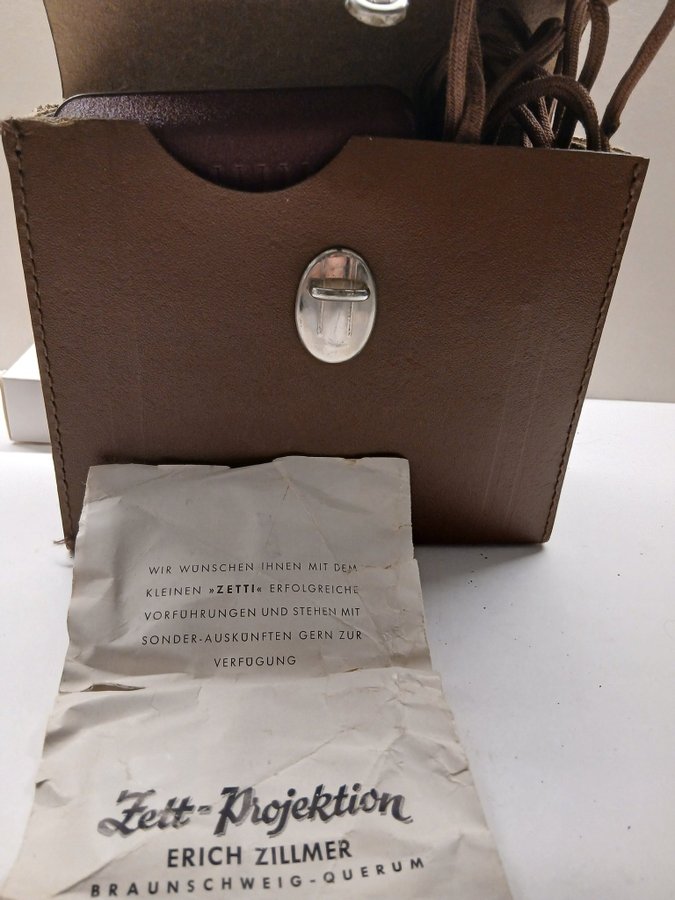 WIR WÜNSCHEN IHNEN MIT DEM
KLEINEN »ZETTI« ERFOLGREICHE
VORFÜHRUNGEN UND STEHEN MIT
SONDER-AUSKÜNFTEN GERN ZUR
VERFÜGUNG
Zett-Projektion
ERICH ZILLMER
BRAUNSCHWEIG-QUERUM